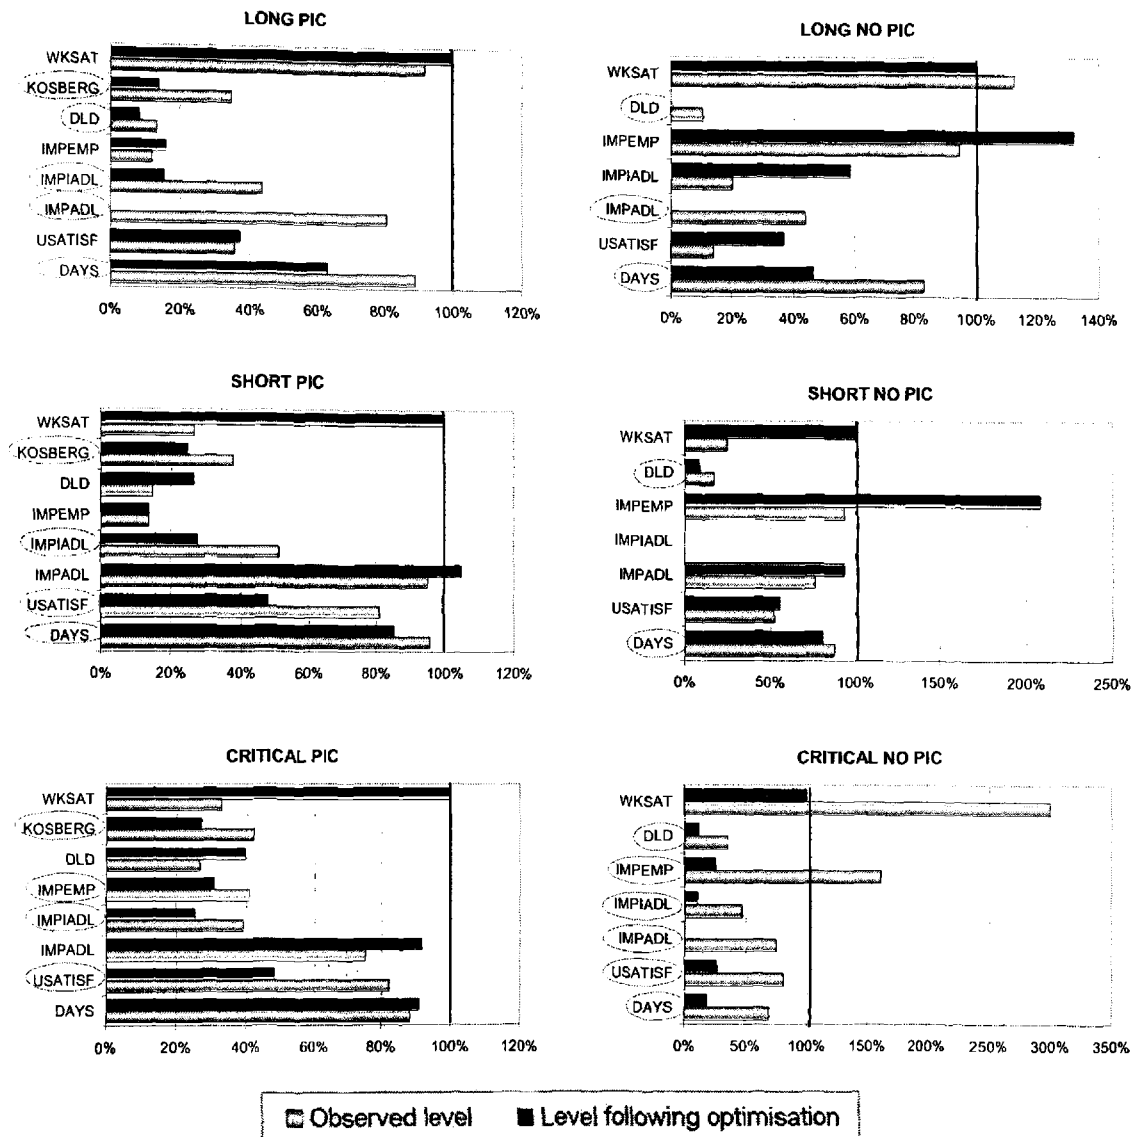 LONG PIC
WKSAT
KOSBERG
DLD
IMPEMP
IMPIADL
IMPADL
USATISF
DAYS
0% 20% 40% 60% 80% 100% 120%
LONG NO PIC
WKSAT
DLD
IMPEMP
IMPIADL
IMPADL
USATISF
DAYS
0% 20% 40% 60% 80% 100% 120% 140%
SHORT PIC
WKSAT
KOSBERG
DLD
IMPEMP
IMPIADL
IMPADL
USATISF
DAYS
0% 20% 40% 60% 80% 100% 120%
SHORT NO PIC
WKSAT
DLD
IMPEMP
IMPIADL
IMPADL
USATISF
DAYS
0% 50% 100% 150% 200% 250%
CRITICAL PIC
WKSAT
KOSBERG
DLD
IMPEMP
IMPIADL
IMPADL
USATISF
DAYS
0% 20% 40% 60% 80% 100% 120%
CRITICAL NO PIC
WKSAT
DLD
IMPEMP
IMPIADL
IMPADL
USATISF
DAYS
0% 50% 100% 150% 200% 250% 300% 350%
Observed level Level following optimisation